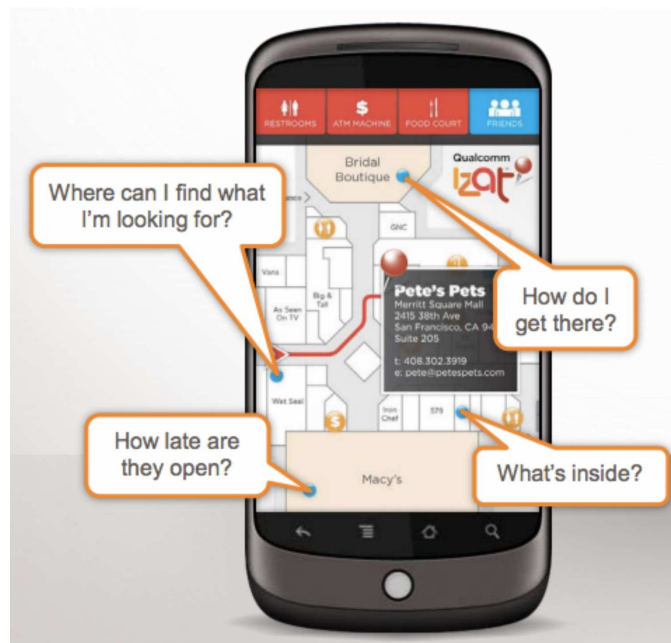 RESTROOMS
ATM MACHINE
FOOD COURT
FRIENDS
Bridal
Boutique
Qualcomm
Izat
Where can I find what
I'm looking for?
GNC
Vans
Big &
Tall
As Seen
On TV
Pete's Pets
Merritt Square Mall
2415 38th Ave
San Francisco, CA 94
Suite 205
t: 408.302.3919
e: pete@petespets.com
How do I
get there?
Wet Seal
Iron
Chef
579
How late are
they open?
What's inside?
Macy's